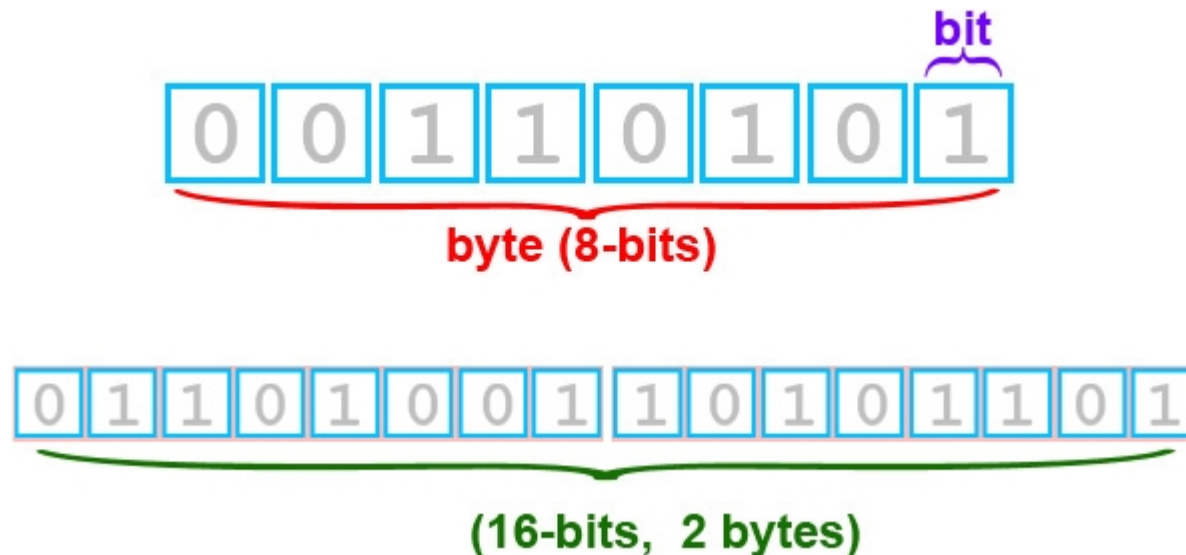 bit
0 0 1 1 0 1 0 1
byte (8-bits)
0 1 1 0 1 0 0 1 1 0 1 0 1 1 0 1
(16-bits, 2 bytes)